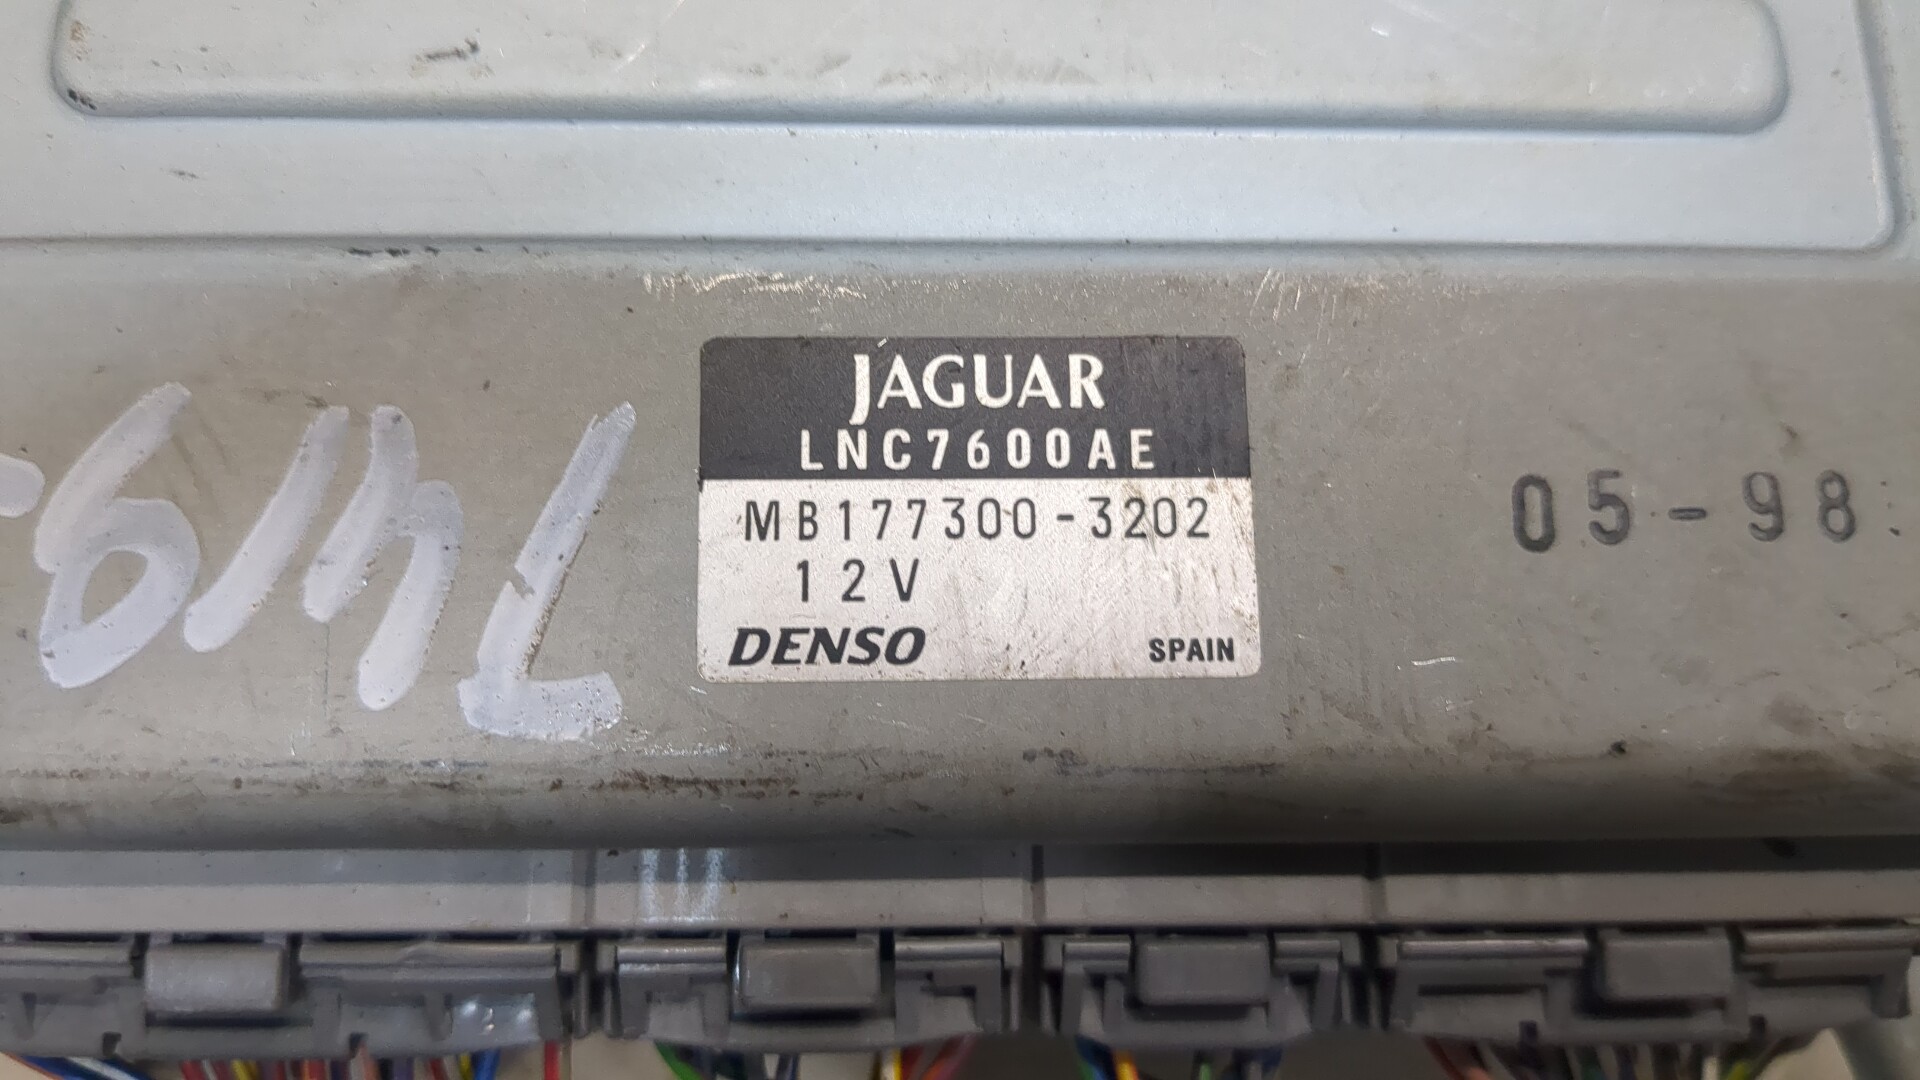 JAGUAR
LNC7600AE
MB177300-3202
12V
DENSO SPAIN
05-98